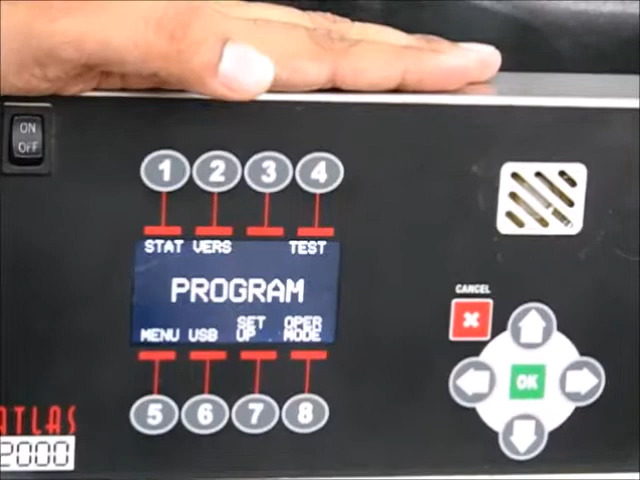 ON
OFF
1 2 3 4
STAT VERS TEST
PROGRAM
MENU USB SET UP OPER MODE
5 6 7 8
CANCEL
OK
ATLAS
2000